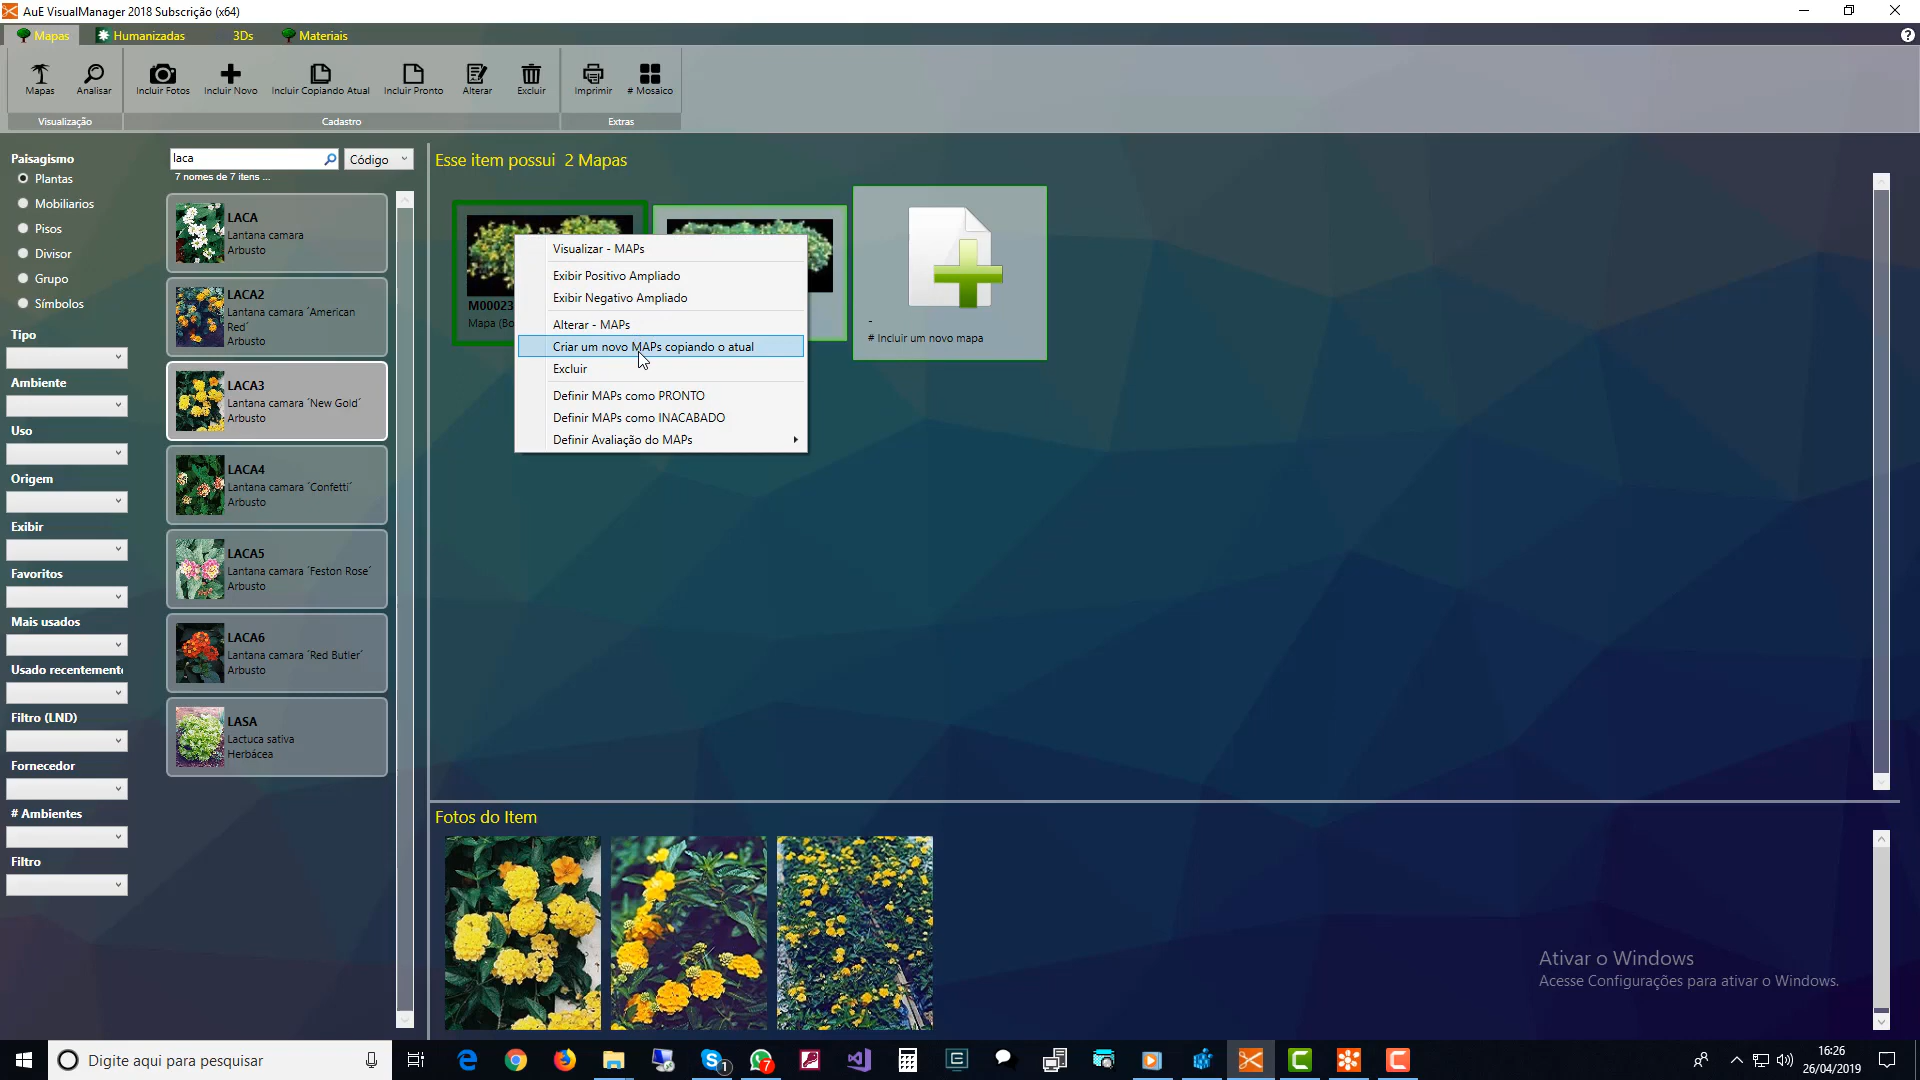 AuE VisualManager 2018 Subscrição (x64)
Mapas
Humanizadas
3Ds
Materiais
Mapas
Analisar
Incluir Fotos
Incluir Novo
Incluir Copiando Atual
Incluir Pronto
Alterar
Excluir
Imprimir
# Mosaico
Visualização
Cadastro
Extras
Paisagismo
Plantas
Mobiliarios
Pisos
Divisor
Grupo
Símbolos
Tipo
Ambiente
Uso
Origem
Exibir
Favoritos
Mais usados
Usado recentemente
Filtro (LND)
Fornecedor
# Ambientes
Filtro
laca
Código
7 nomes de 7 itens ...
LACA
Lantana camara
Arbusto
LACA2
Lantana camara ´American
Red´
Arbusto
LACA3
Lantana camara ´New Gold´
Arbusto
LACA4
Lantana camara ´Confetti´
Arbusto
LACA5
Lantana camara ´Feston Rose´
Arbusto
LACA6
Lantana camara ´Red Butler´
Arbusto
LASA
Lactuca sativa
Herbácea
Esse item possui 2 Mapas
M00023
Mapa (Bo
-
# Incluir um novo mapa
Visualizar - MAPs
Exibir Positivo Ampliado
Exibir Negativo Ampliado
Alterar - MAPs
Criar um novo MAPs copiando o atual
Excluir
Definir MAPs como PRONTO
Definir MAPs como INACABADO
Definir Avaliação do MAPs
Fotos do Item
Ativar o Windows
Acesse Configurações para ativar o Windows.
Digite aqui para pesquisar
1
7
16:26
26/04/2019